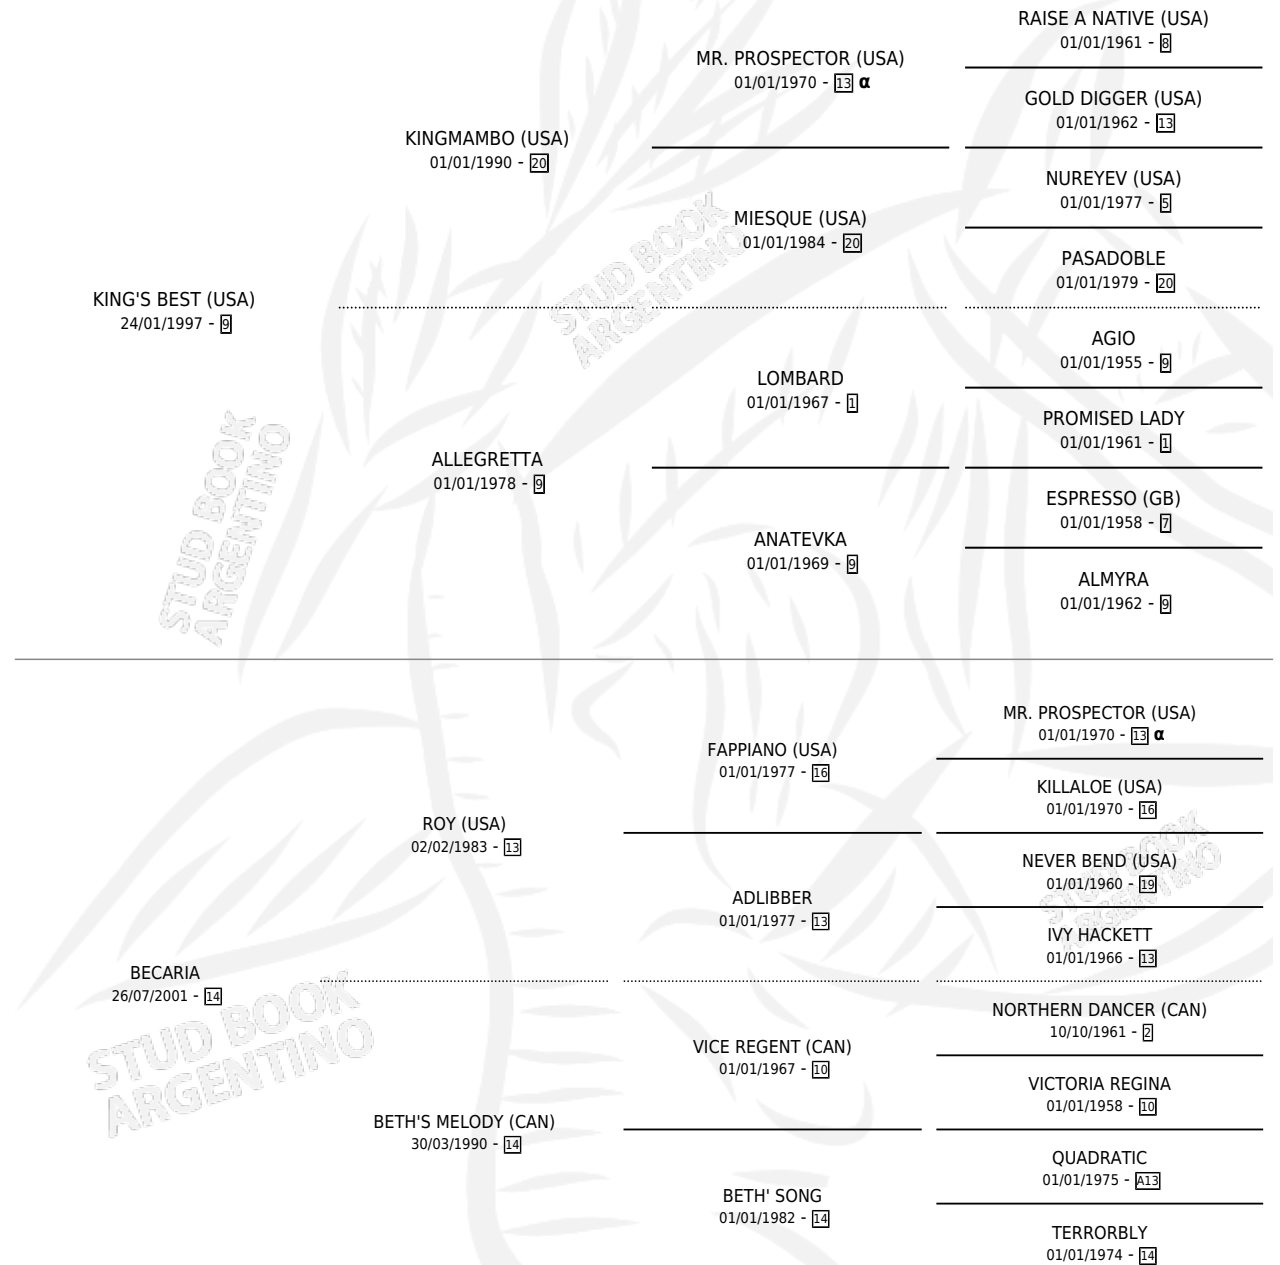 RAISE A NATIVE (USA)
01/01/1961 - 8
MR. PROSPECTOR (USA)
01/01/1970 - 13 α
GOLD DIGGER (USA)
01/01/1962 - 13
KINGMAMBO (USA)
01/01/1990 - 20
NUREYEV (USA)
01/01/1977 - 5
MIESQUE (USA)
01/01/1984 - 20
PASADOBLE
01/01/1979 - 20
KING'S BEST (USA)
24/01/1997 - 9
AGIO
01/01/1955 - 9
LOMBARD
01/01/1967 - 1
PROMISED LADY
01/01/1961 - 1
ALLEGRETTA
01/01/1978 - 9
ESPRESSO (GB)
01/01/1958 - 7
ANATEVKA
01/01/1969 - 9
ALMYRA
01/01/1962 - 9
MR. PROSPECTOR (USA)
01/01/1970 - 13 α
FAPPIANO (USA)
01/01/1977 - 16
KILLALOE (USA)
01/01/1970 - 16
ROY (USA)
02/02/1983 - 13
NEVER BEND (USA)
01/01/1960 - 19
ADLIBBER
01/01/1977 - 13
IVY HACKETT
01/01/1966 - 13
BECARIA
26/07/2001 - 14
NORTHERN DANCER (CAN)
10/10/1961 - 2
VICE REGENT (CAN)
01/01/1967 - 10
VICTORIA REGINA
01/01/1958 - 10
BETH'S MELODY (CAN)
30/03/1990 - 14
QUADRATIC
01/01/1975 - A13
BETH' SONG
01/01/1982 - 14
TERRORBLY
01/01/1974 - 14
STUD BOOK
ARGENTINO
STUD BOOK
ARGENTINO
STUD BOOK
ARGENTINO
STUD BOOK
ARGENTINO